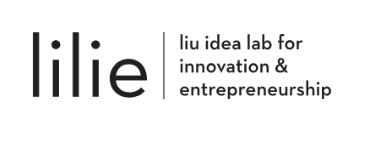 lilie
liu idea lab for
innovation &
entrepreneurship